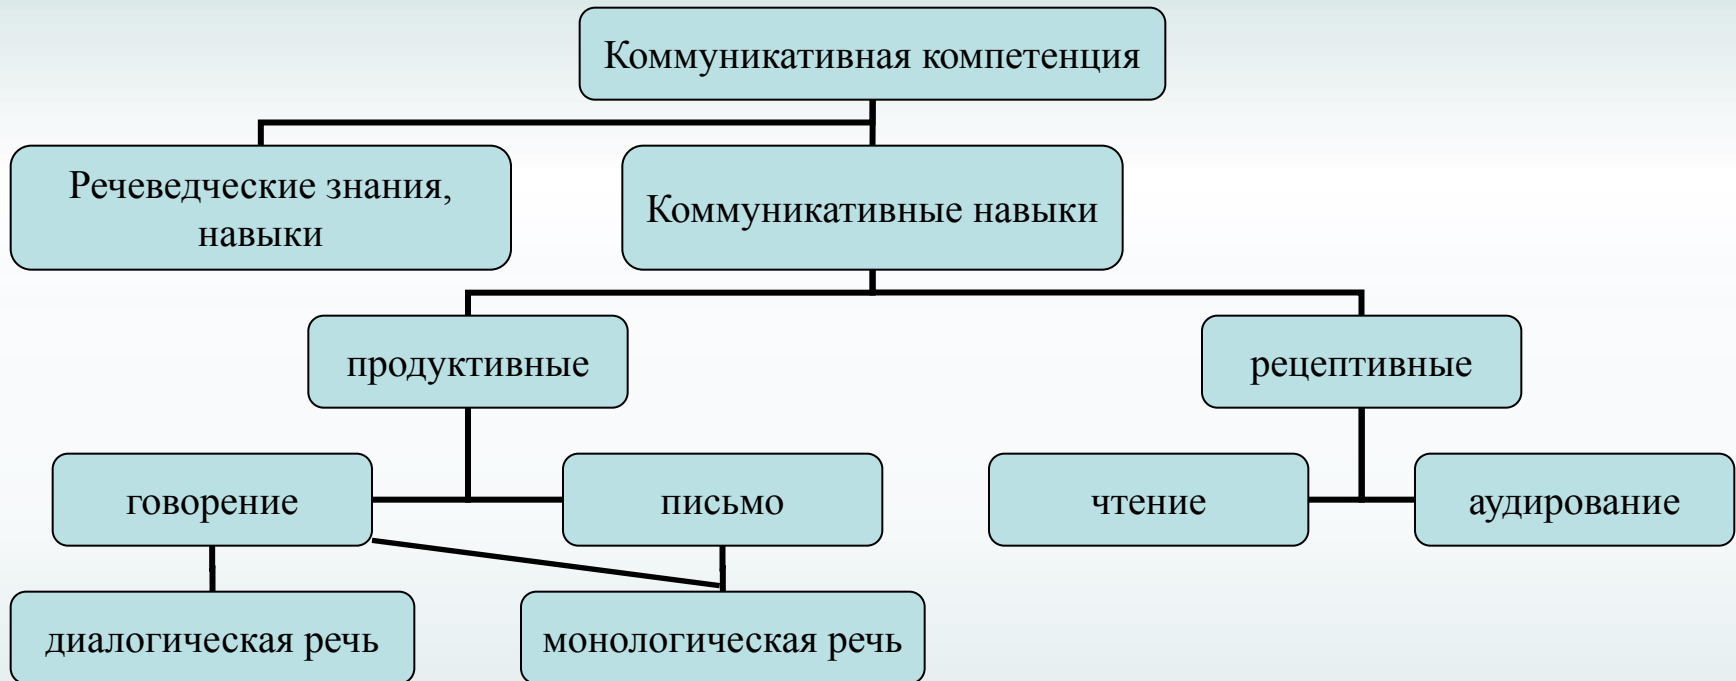 Коммуникативная компетенция
Речеведческие знания,
навыки
Коммуникативные навыки
продуктивные
рецептивные
говорение
письмо
чтение
аудирование
диалогическая речь
монологическая речь